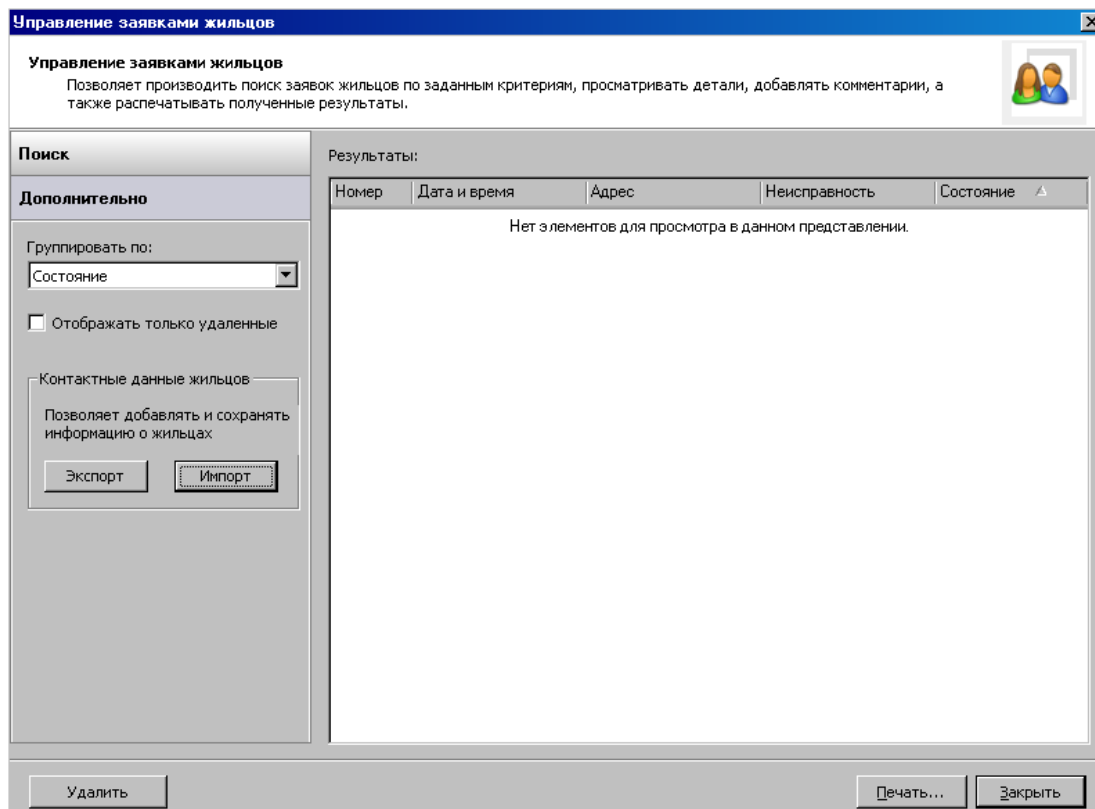 Управление заявками жильцов
Управление заявками жильцов
Позволяет производить поиск заявок жильцов по заданным критериям, просматривать детали, добавлять комментарии, а
также распечатывать полученные результаты.
Поиск
Дополнительно
Группировать по:
Состояние
Отображать только удаленные
Контактные данные жильцов
Позволяет добавлять и сохранять
информацию о жильцах
Экспорт Импорт
Результаты:
Номер Дата и время Адрес Неисправность Состояние
Нет элементов для просмотра в данном представлении.
Удалить Печать... Закрыть